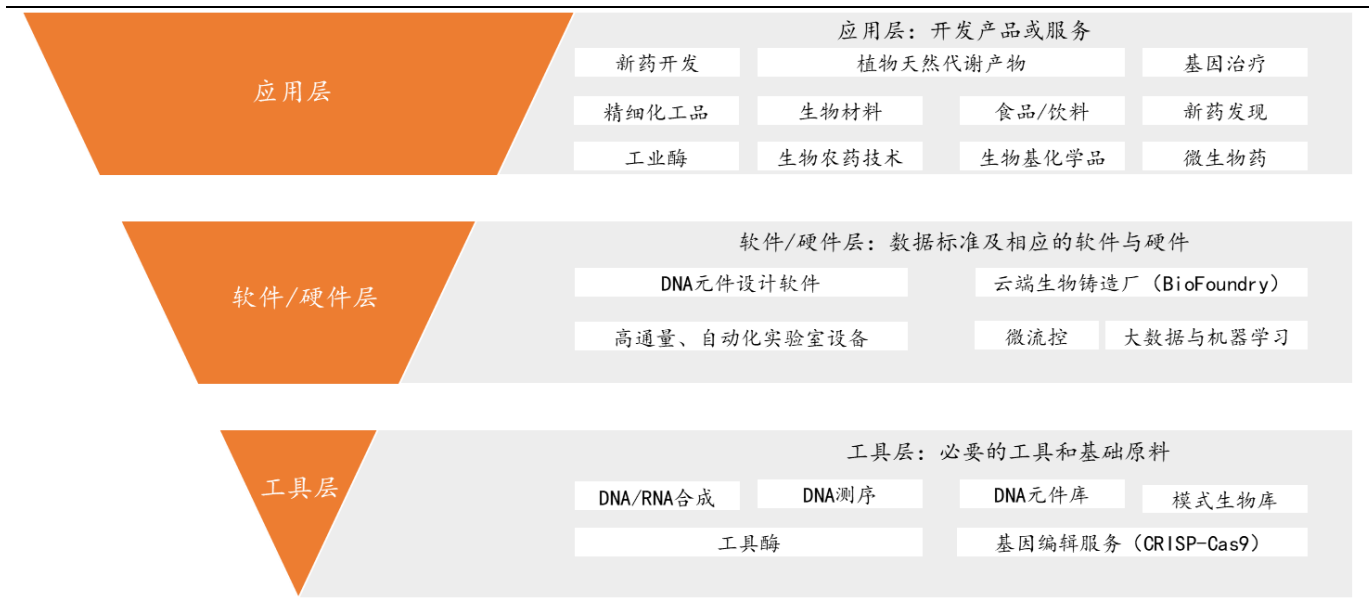 应用层
应用层：开发产品或服务
新药开发 植物天然代谢产物 基因治疗
精细化工品 生物材料 食品/饮料 新药发现
工业酶 生物农药技术 生物基化学品 微生物药
软件/硬件层
软件/硬件层：数据标准及相应的软件与硬件
DNA元件设计软件 云端生物铸造厂（BioFoundry）
高通量、自动化实验室设备 微流控 大数据与机器学习
工具层
工具层：必要的工具和基础原料
DNA/RNA合成 DNA测序 DNA元件库 模式生物库
工具酶 基因编辑服务（CRISP-Cas9）